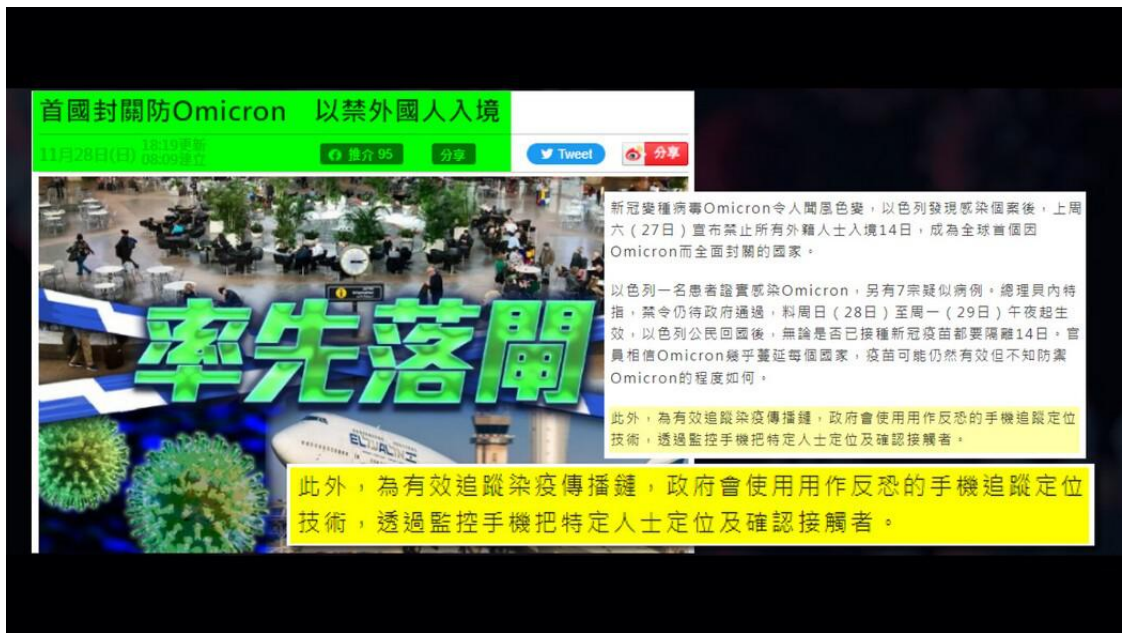 首國封關防Omicron　以禁外國人入境
11月28日(日)
18:19更新
08:09建立
推介 95
分享
Tweet
分享
率先落閘
新冠變種病毒Omicron令人聞風色變，以色列發現感染個案後，上周
六（27日）宣布禁止所有外籍人士入境14日，成為全球首個因
Omicron而全面封關的國家。
以色列一名患者證實感染Omicron，另有7宗疑似病例。總理貝內特
指，禁令仍待政府通過，料周日（28日）至周一（29日）午夜起生
效，以色列公民回國後，無論是否已接種新冠疫苗都要隔離14日。官
員相信Omicron幾乎蔓延每個國家，疫苗可能仍然有效但不知防禦
Omicron的程度如何。
此外，為有效追蹤染疫傳播鏈，政府會使用用作反恐的手機追蹤定位
技術，透過監控手機把特定人士定位及確認接觸者。
此外，為有效追蹤染疫傳播鏈，政府會使用用作反恐的手機追蹤定位
技術，透過監控手機把特定人士定位及確認接觸者。